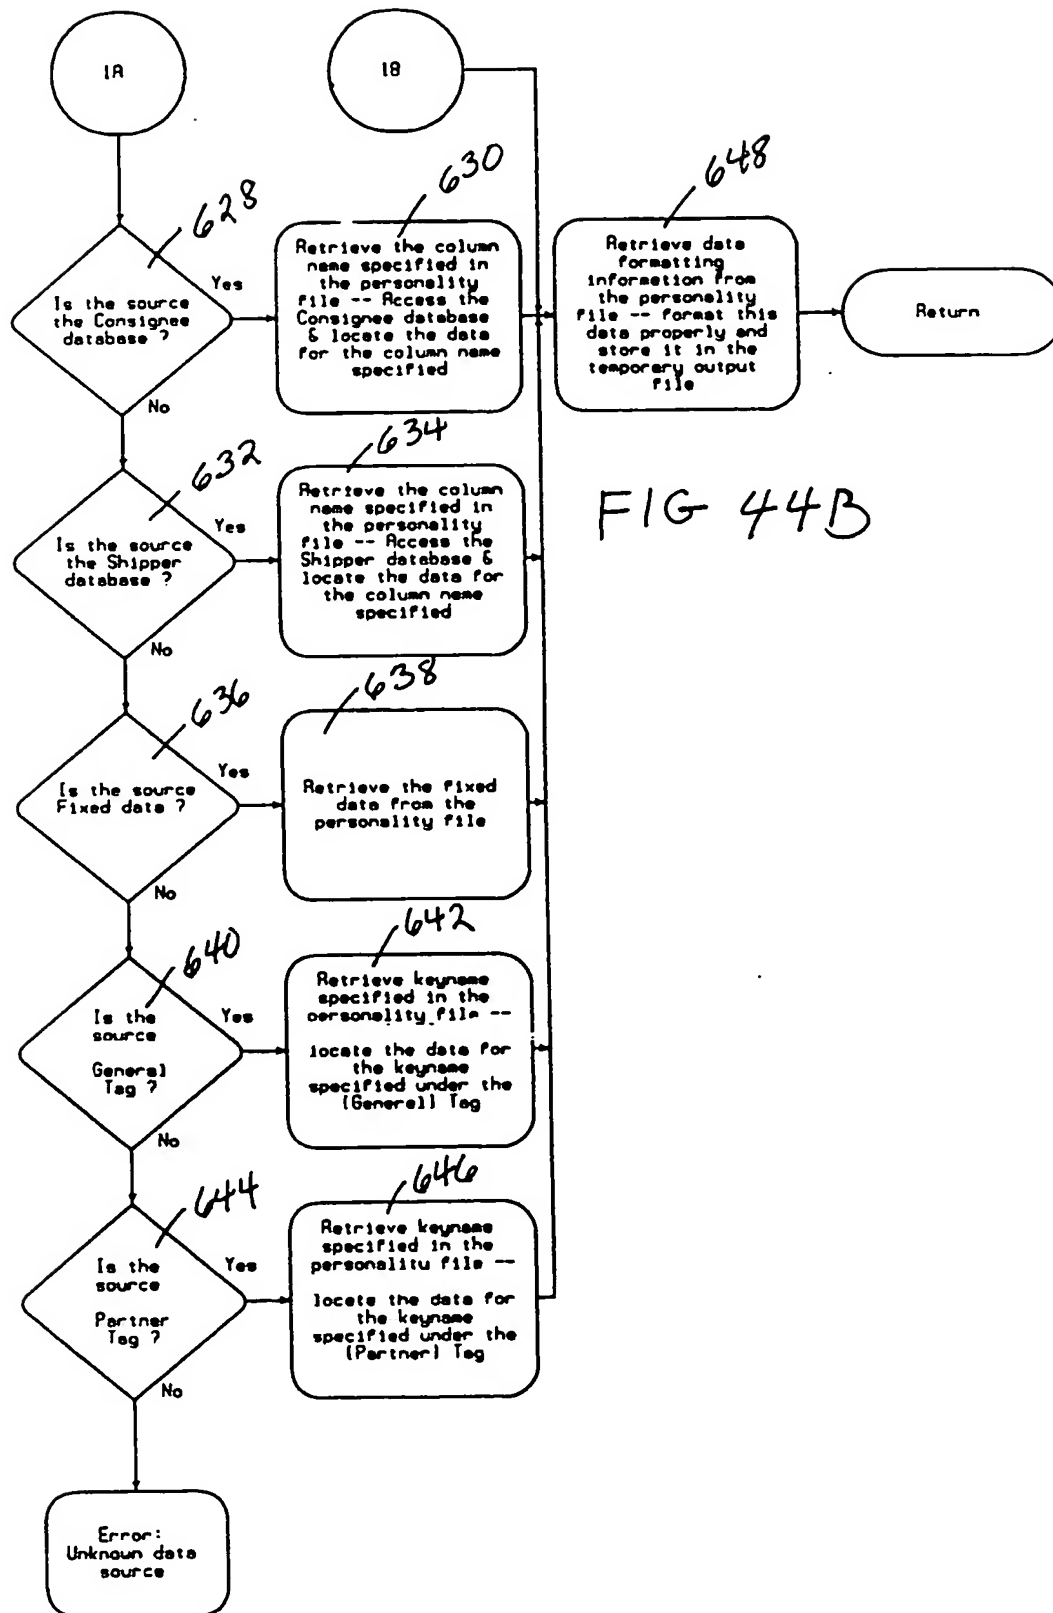 1A
1B
628
Is the source
the Consignee
database ?
Yes
No
630
Retrieve the column
name specified in
the personality
file -- Access the
Consignee database
& locate the data
for the column name
specified
648
Retrieve data
formatting
information from
the personality
file -- format this
data properly and
store it in the
temporary output
file
Return
632
Is the source
the Shipper
database ?
Yes
No
634
Retrieve the column
name specified in
the personality
file -- Access the
Shipper database &
locate the data for
the column name
specified
FIG 44B
636
Is the source
Fixed data ?
Yes
No
638
Retrieve the fixed
data from the
personality file
640
Is the
source
General
Tag ?
Yes
No
642
Retrieve keyname
specified in the
personality file --
locate the data for
the keyname
specified under the
[General] Tag
644
Is the
source
Partner
Tag ?
Yes
No
646
Retrieve keyname
specified in the
personality file --
locate the data for
the keyname
specified under the
[Partner] Tag
Error:
Unknown data
source